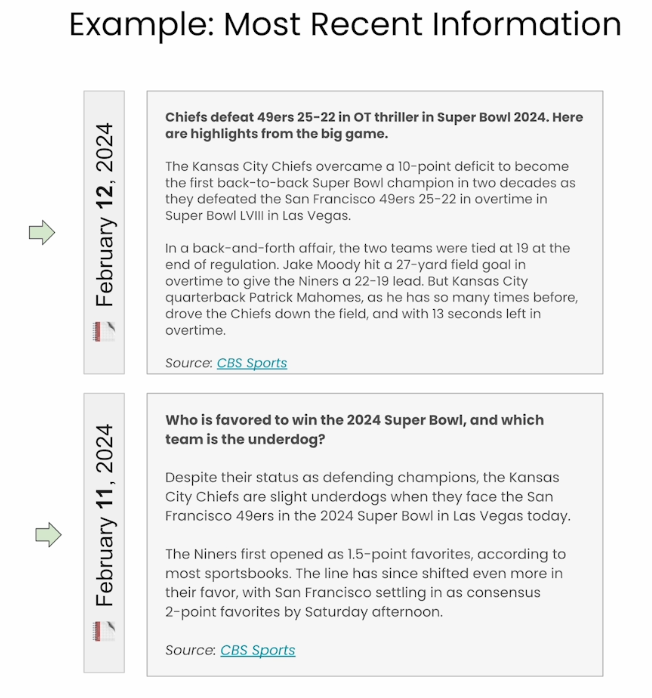 Example: Most Recent Information
February 12, 2024
Chiefs defeat 49ers 25-22 in OT thriller in Super Bowl 2024. Here
are highlights from the big game.
The Kansas City Chiefs overcame a 10-point deficit to become
the first back-to-back Super Bowl champion in two decades as
they defeated the San Francisco 49ers 25-22 in overtime in
Super Bowl LVIII in Las Vegas.
In a back-and-forth affair, the two teams were tied at 19 at the
end of regulation. Jake Moody hit a 27-yard field goal in
overtime to give the Niners a 22-19 lead. But Kansas City
quarterback Patrick Mahomes, as he has so many times before,
drove the Chiefs down the field, and with 13 seconds left in
overtime.
Source: CBS Sports
February 11, 2024
Who is favored to win the 2024 Super Bowl, and which
team is the underdog?
Despite their status as defending champions, the Kansas
City Chiefs are slight underdogs when they face the San
Francisco 49ers in the 2024 Super Bowl in Las Vegas today.
The Niners first opened as 1.5-point favorites, according to
most sportsbooks. The line has since shifted even more in
their favor, with San Francisco settling in as consensus
2-point favorites by Saturday afternoon.
Source: CBS Sports